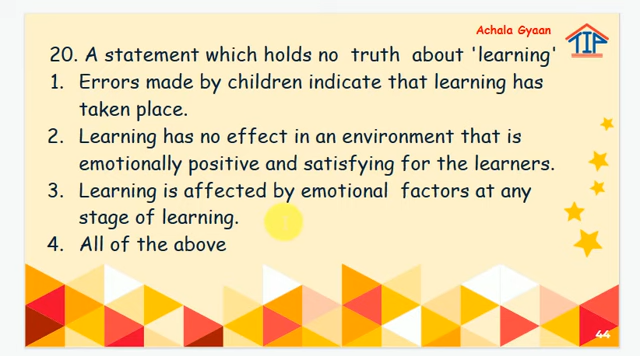 Achala Gyaan
TIP
20. A statement which holds no truth about 'learning'
1. Errors made by children indicate that learning has
taken place.
2. Learning has no effect in an environment that is
emotionally positive and satisfying for the learners.
3. Learning is affected by emotional factors at any
stage of learning.
4. All of the above
44